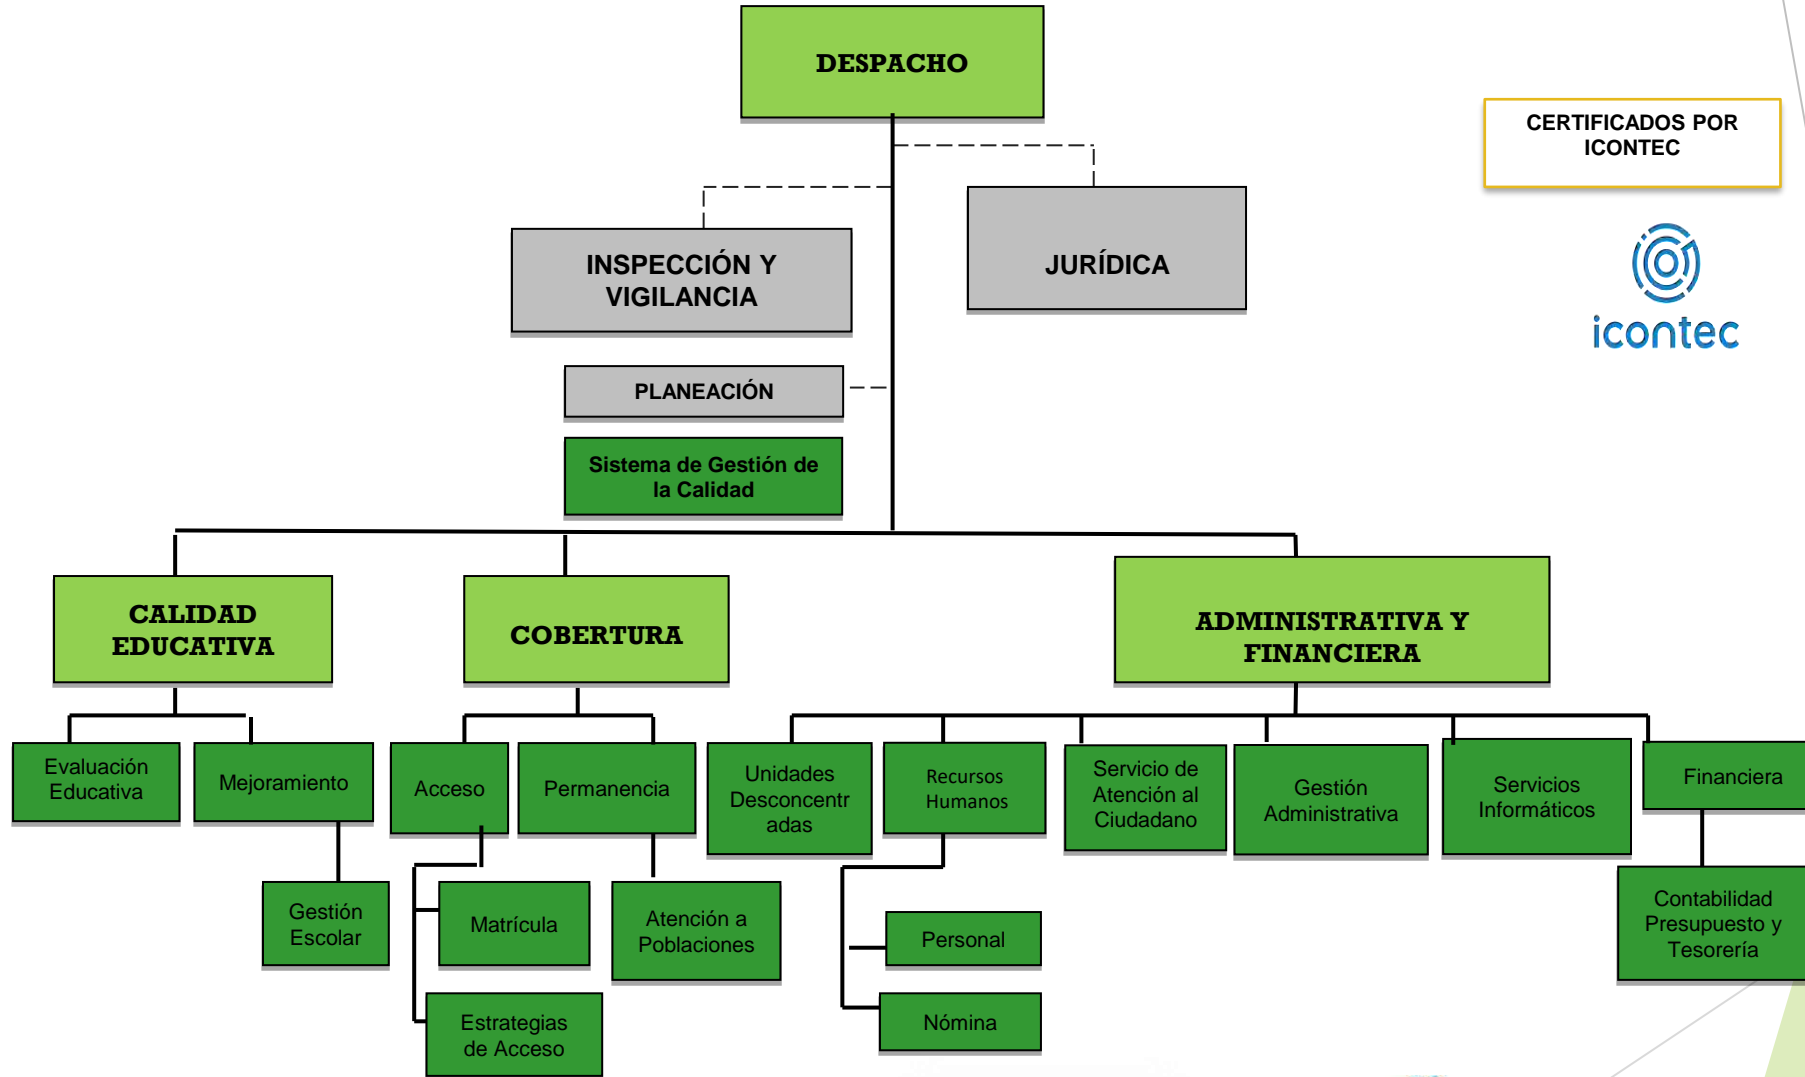 DESPACHO
CERTIFICADOS POR
ICONTEC
INSPECCIÓN Y
VIGILANCIA
JURÍDICA
icontec
PLANEACIÓN
Sistema de Gestión de
la Calidad
CALIDAD
EDUCATIVA
COBERTURA
ADMINISTRATIVA Y
FINANCIERA
Evaluación
Educativa
Mejoramiento
Acceso
Permanencia
Unidades
Desconcentr
adas
Recursos
Humanos
Servicio de
Atención al
Ciudadano
Gestión
Administrativa
Servicios
Informáticos
Financiera
Gestión
Escolar
Matrícula
Atención a
Poblaciones
Personal
Contabilidad
Presupuesto y
Tesorería
Estrategias
de Acceso
Nómina